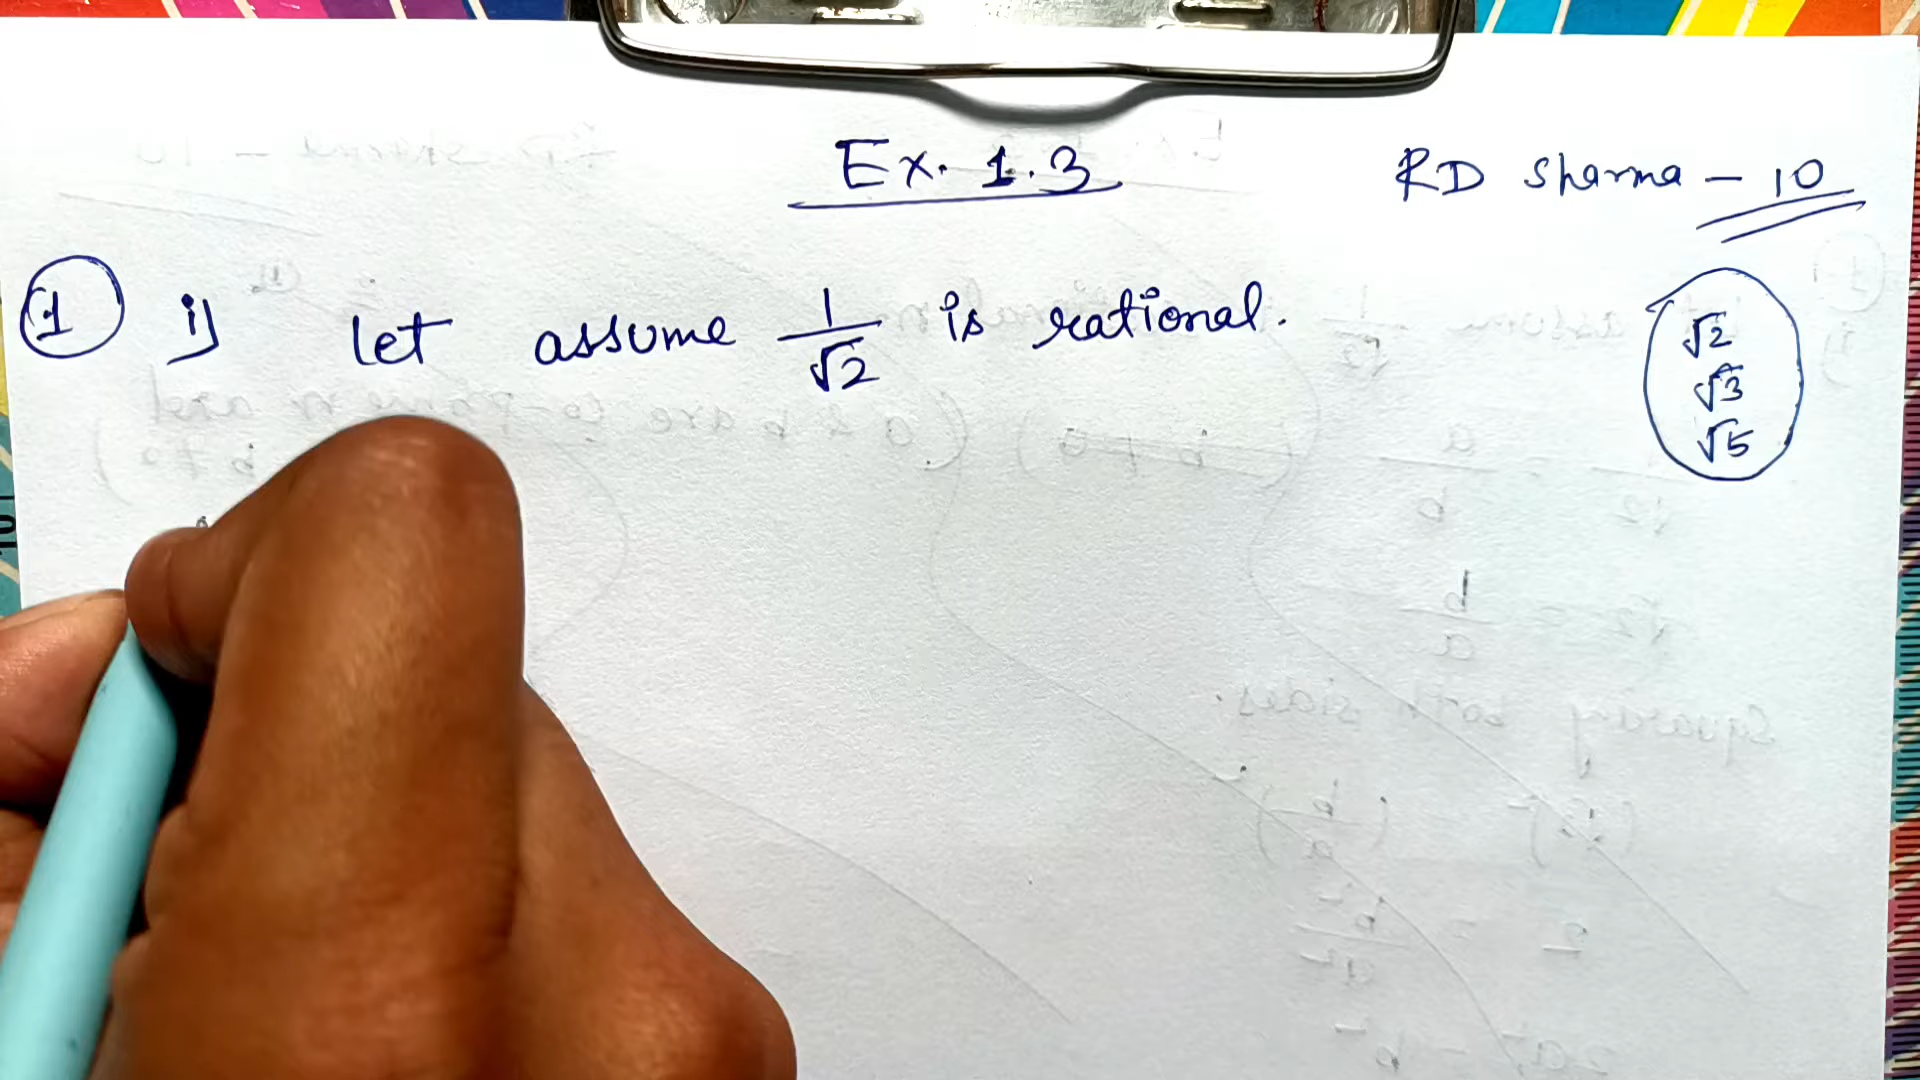 Ex. 1.3
RD Sharma - 10
1 i) let assume 1/√2 is rational.
√2
√3
√5